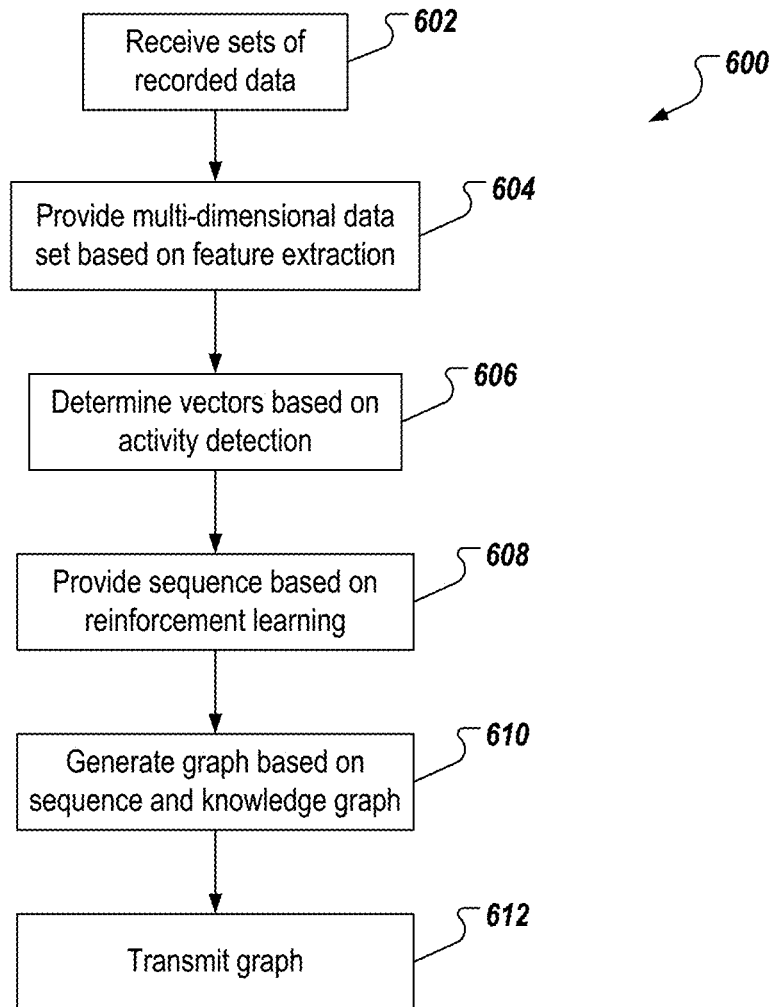 Receive sets of
recorded data
602
600
Provide multi-dimensional data
set based on feature extraction
604
Determine vectors based on
activity detection
606
Provide sequence based on
reinforcement learning
608
Generate graph based on
sequence and knowledge graph
610
Transmit graph
612